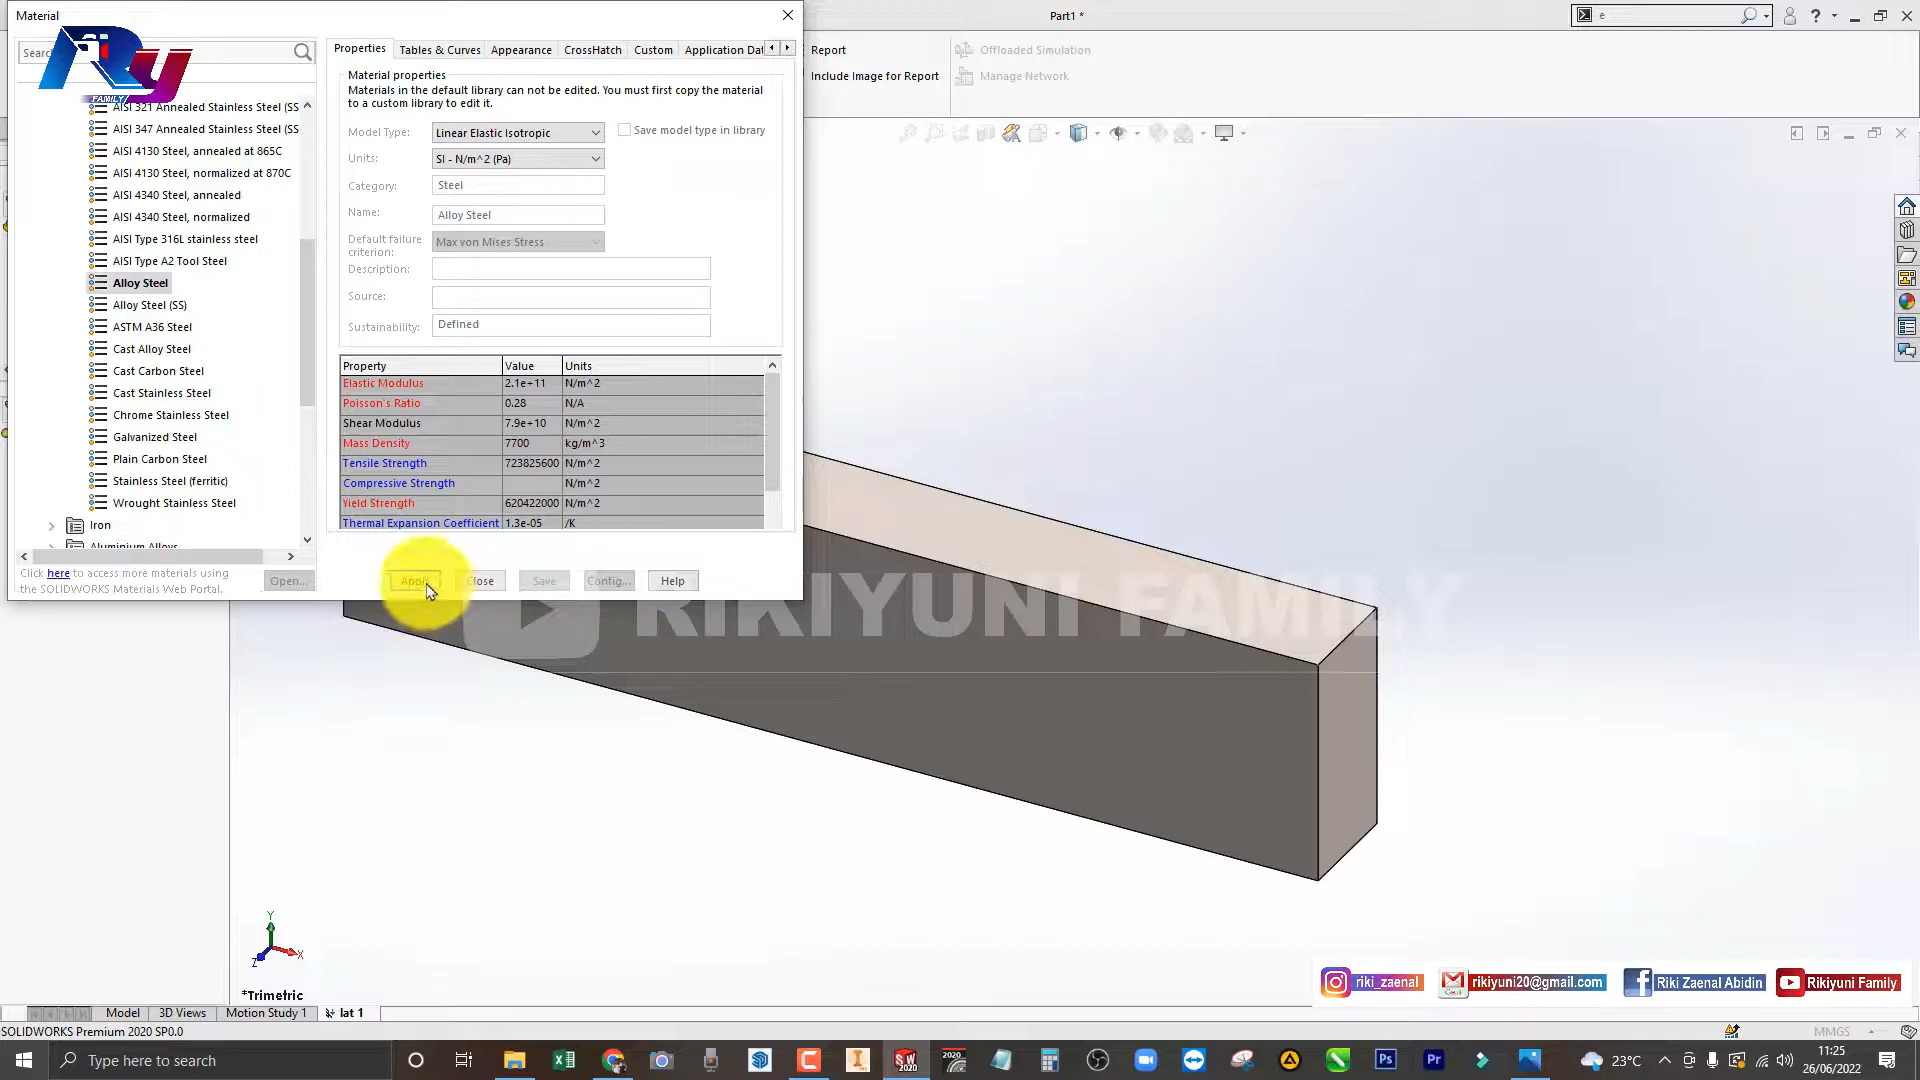 Material
Part1 *
e
Sear
Ry
FAMILY
Properties
Tables & Curves
Appearance
CrossHatch
Custom
Application Dat
Report
Offloaded Simulation
Include Image for Report
Manage Network
Material properties
Materials in the default library can not be edited. You must first copy the material
to a custom library to edit it.
Model Type:
Linear Elastic Isotropic
Save model type in library
Units:
SI - N/m^2 (Pa)
Category:
Steel
Name:
Alloy Steel
Default failure
criterion:
Max von Mises Stress
Description:
Source:
Sustainability:
Defined
AISI 321 Annealed Stainless Steel (SS
AISI 347 Annealed Stainless Steel (SS
AISI 4130 Steel, annealed at 865C
AISI 4130 Steel, normalized at 870C
AISI 4340 Steel, annealed
AISI 4340 Steel, normalized
AISI Type 316L stainless steel
AISI Type A2 Tool Steel
Alloy Steel
Alloy Steel (SS)
ASTM A36 Steel
Cast Alloy Steel
Cast Carbon Steel
Cast Stainless Steel
Chrome Stainless Steel
Galvanized Steel
Plain Carbon Steel
Stainless Steel (ferritic)
Wrought Stainless Steel
Iron
Aluminium Alloys
Property Value Units
Elastic Modulus 2.1e+11 N/m^2
Poisson's Ratio 0.28 N/A
Shear Modulus 7.9e+10 N/m^2
Mass Density 7700 kg/m^3
Tensile Strength 723825600 N/m^2
Compressive Strength N/m^2
Yield Strength 620422000 N/m^2
Thermal Expansion Coefficient 1.3e-05 /K
Click here to access more materials using
the SOLIDWORKS Materials Web Portal.
Open...
Apply
Close
Save
Config...
Help
RIKIYUNI FAMILY
*Trimetric
Y
X
Z
riki_zaenal
Gmail
rikiyuni20@gmail.com
Riki Zaenal Abidin
Rikiyuni Family
Model
3D Views
Motion Study 1
lat 1
SOLIDWORKS Premium 2020 SP0.0
MMGS
Type here to search
SW
2020
2020
Ps
Pr
23°C
11:25
26/06/2022